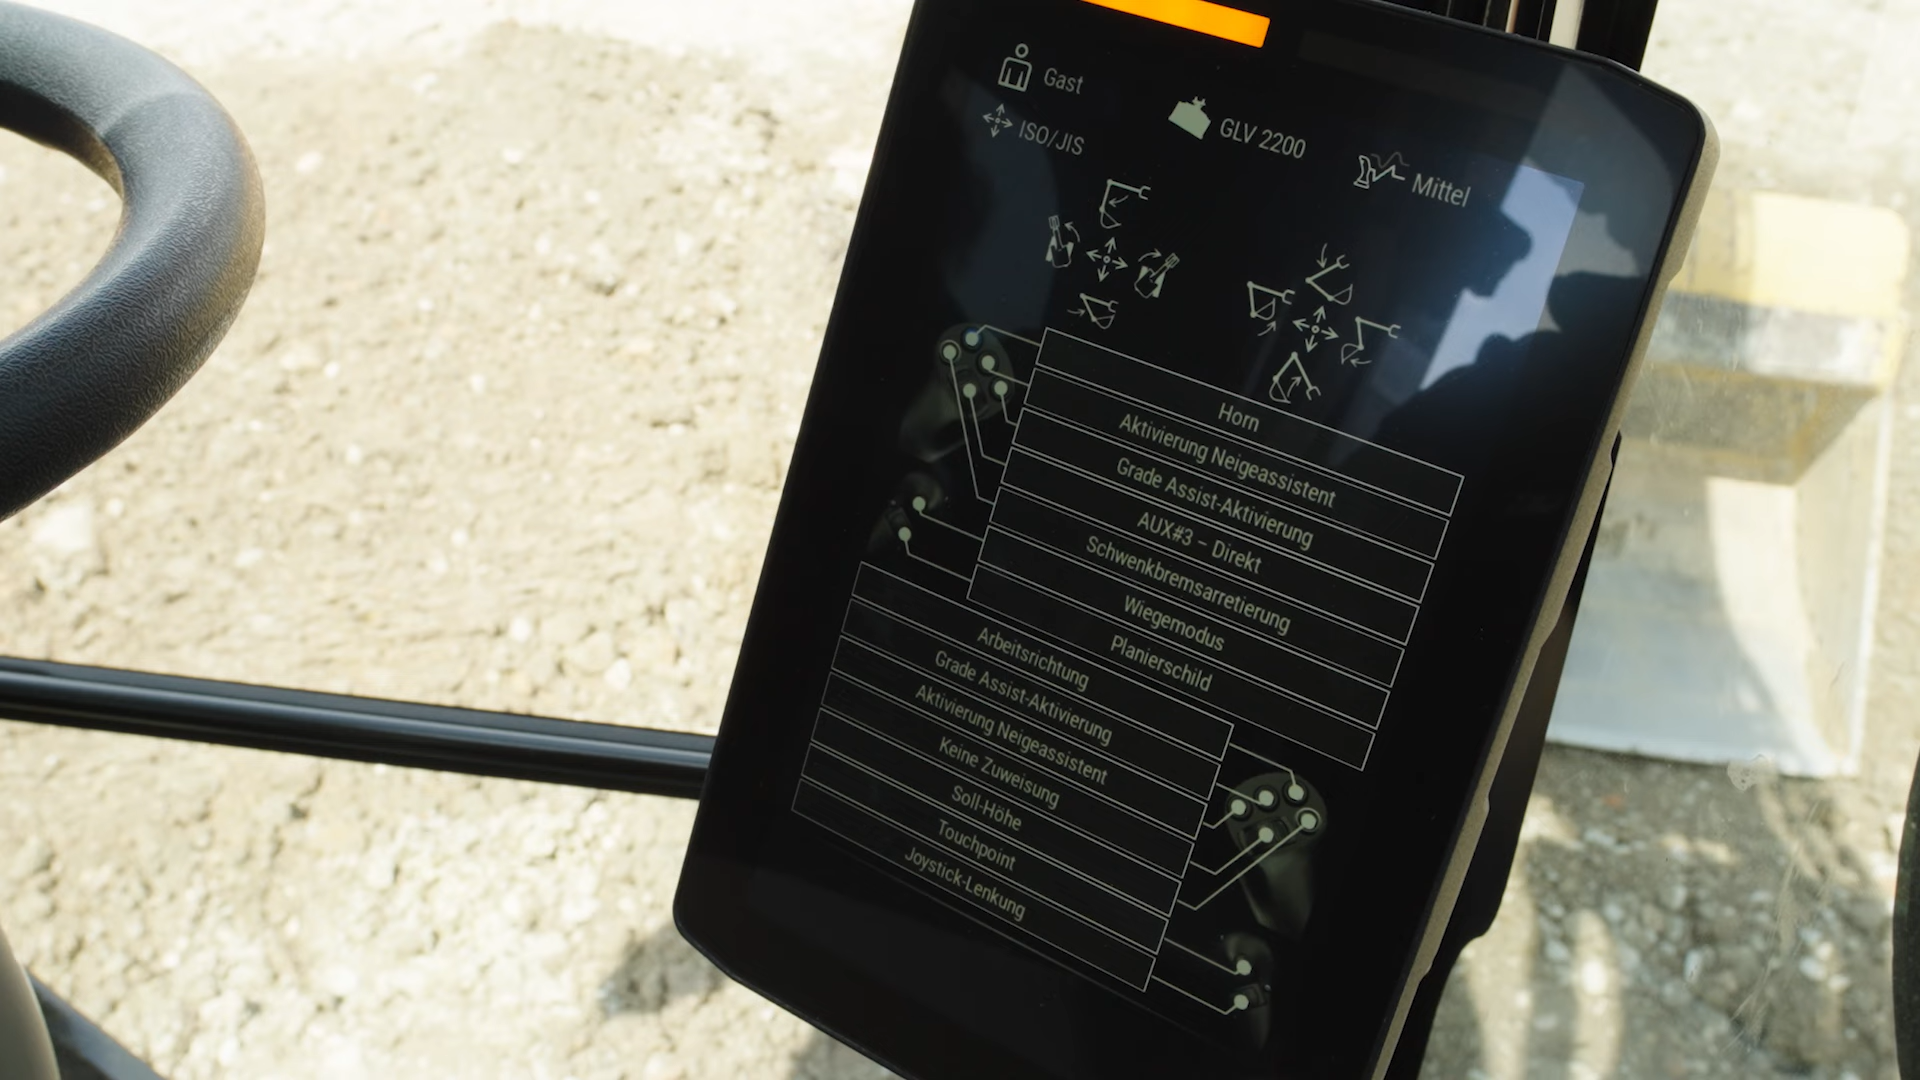 Gast
ISO/JIS
GLV 2200
Mittel
Horn
Aktivierung Neigeassistent
Grade Assist-Aktivierung
AUX#3 – Direkt
Schwenkbremsarretierung
Wiegemodus
Planierschild
Arbeitsrichtung
Grade Assist-Aktivierung
Aktivierung Neigeassistent
Keine Zuweisung
Soll-Höhe
Touchpoint
Joystick-Lenkung